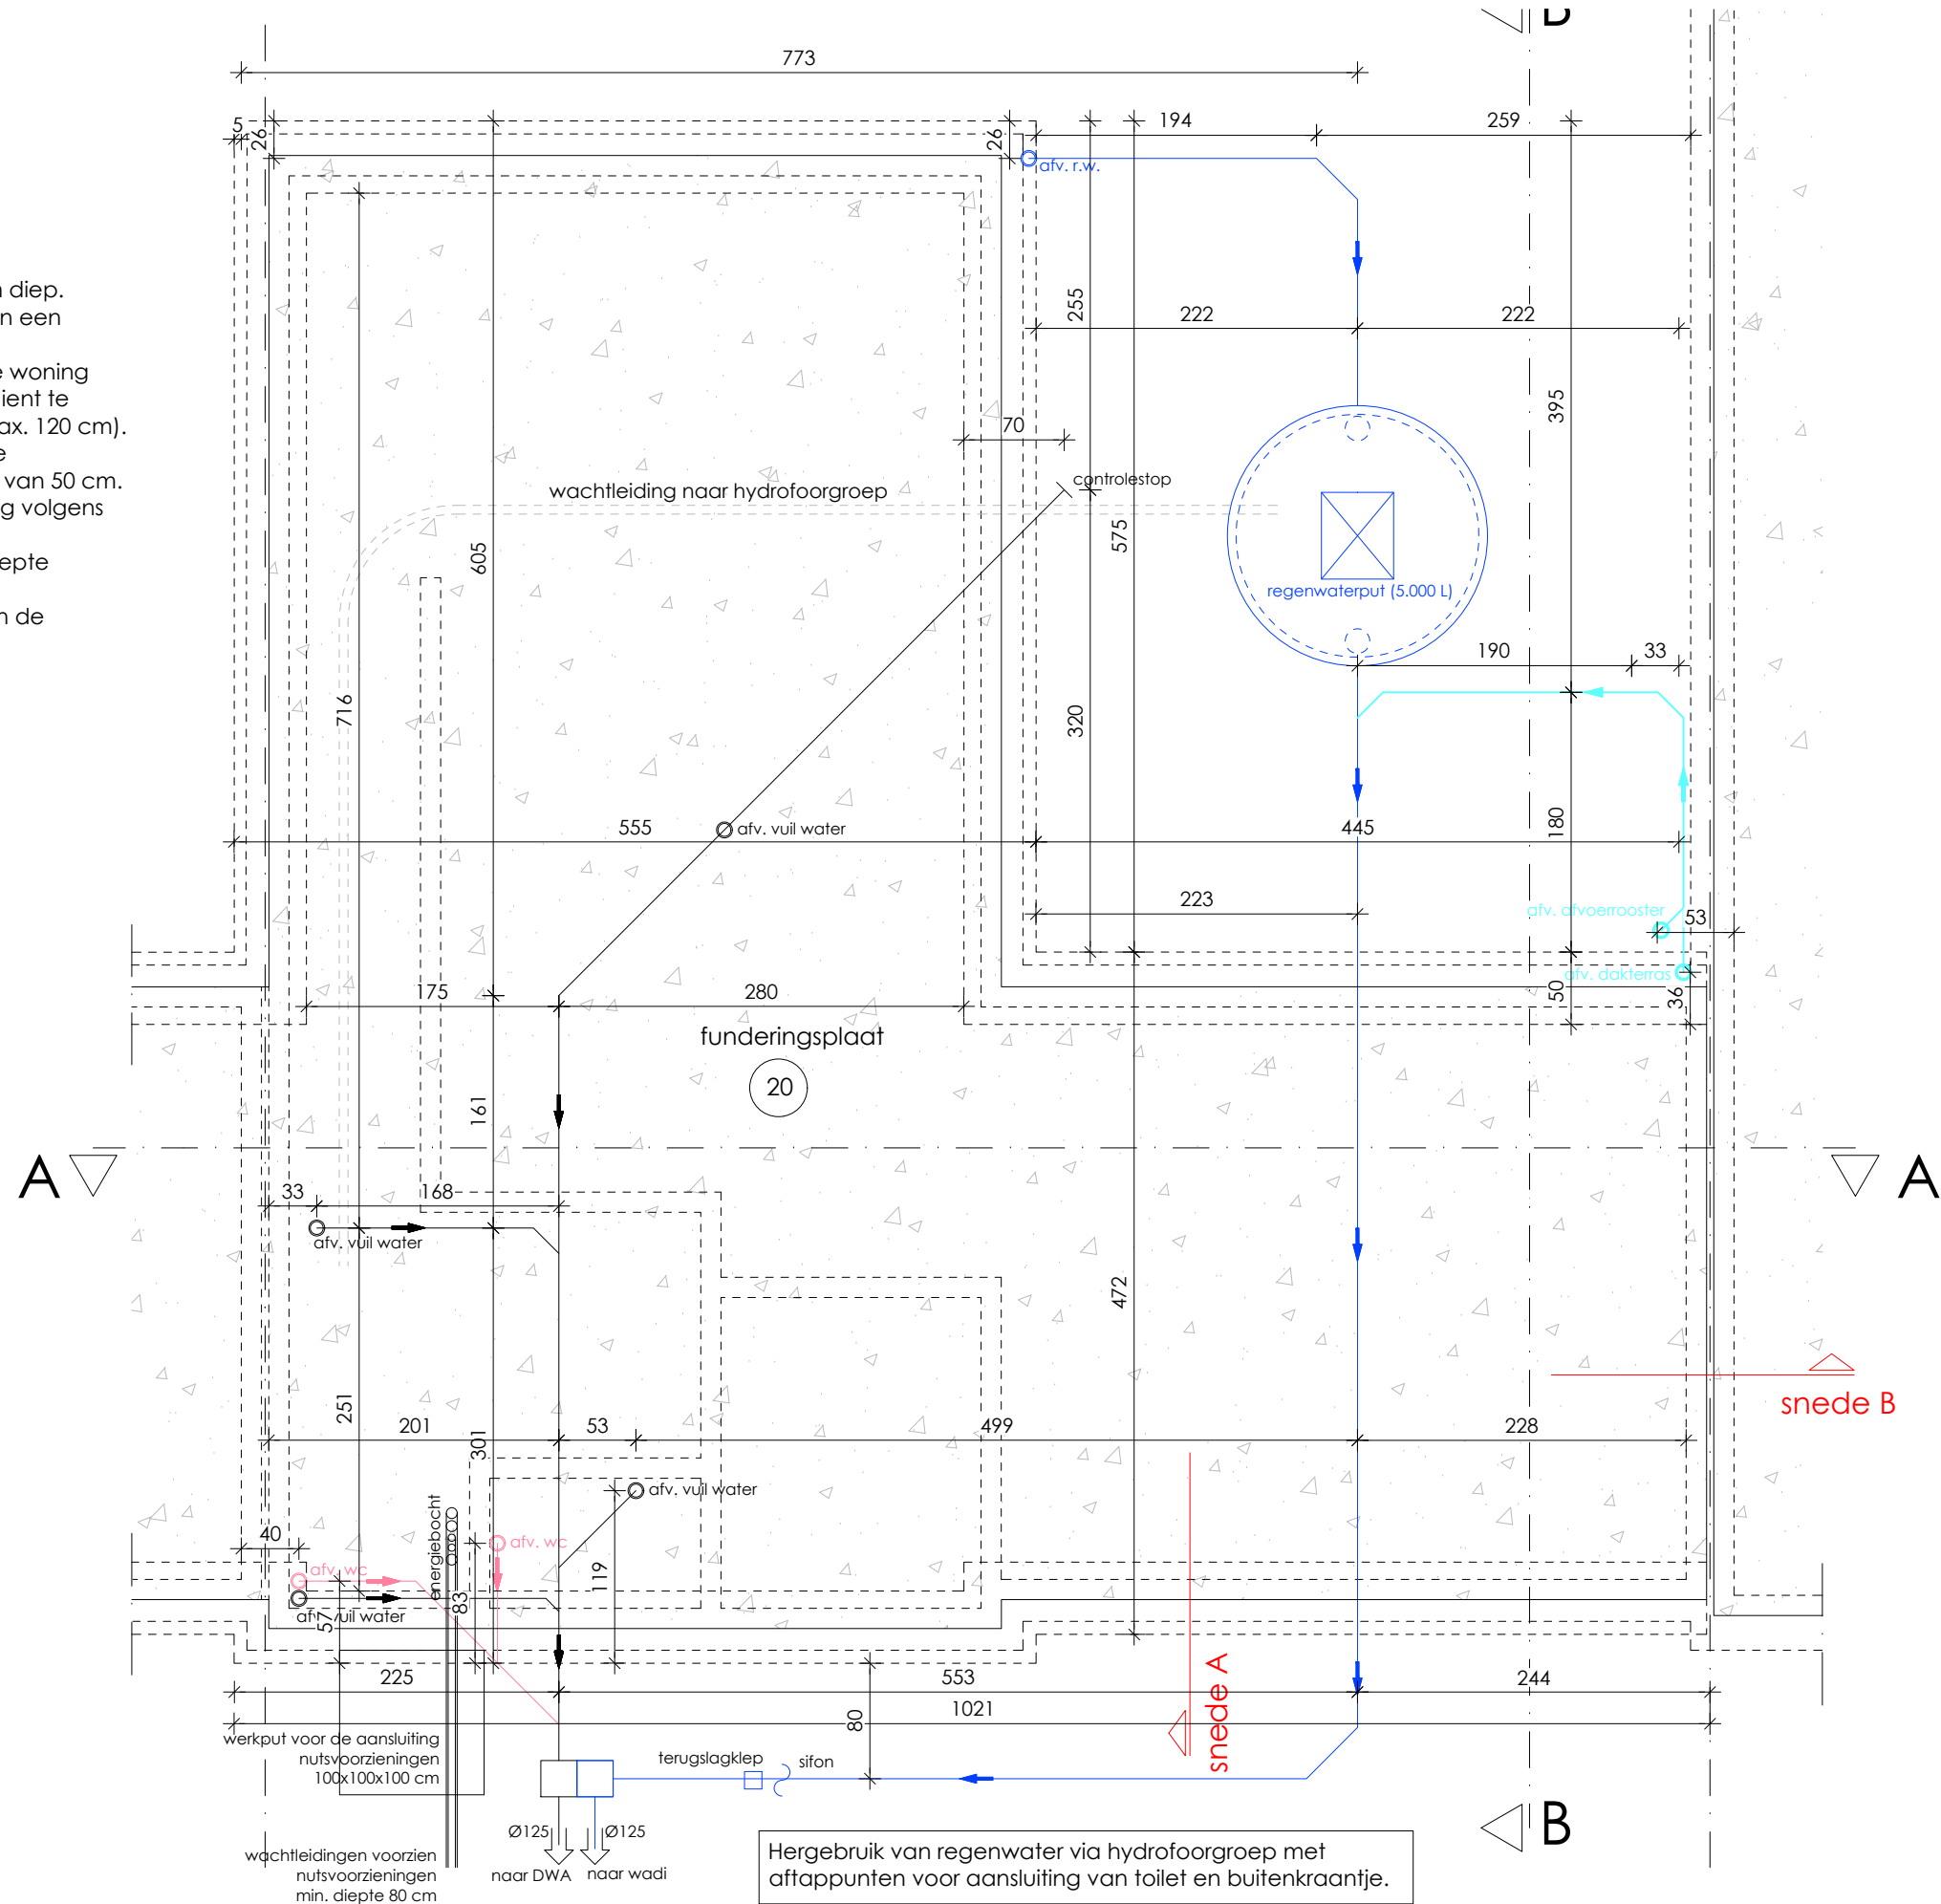 B
773
5
26
26
194
259
afv. r.w.
n diep.
n een
e woning
ient te
ax. 120 cm).
e
van 50 cm.
g volgens
epte
n de
255
222
222
395
70
controlestop
wachtleiding naar hydrofoorgroep
575
605
regenwaterput (5.000 L)
190
33
716
320
555
afv. vuil water
445
180
223
afv. afvoerrooster
53
afv. dakterras
175
280
50
36
funderingsplaat
20
161
A
A
33
168
afv. vuil water
472
251
snede B
201
53
499
228
301
energiebocht
afv. vuil water
40
afv. wc
afv. wc
119
83
afv. vuil water
57
225
553
244
snede A
1021
80
werkput voor de aansluiting
nutsvoorzieningen
100x100x100 cm
terugslagklep
sifon
B
Ø125
Ø125
naar DWA
naar wadi
wachtleidingen voorzien
nutsvoorzieningen
min. diepte 80 cm
Hergebruik van regenwater via hydrofoorgroep met
aftappunten voor aansluiting van toilet en buitenkraantje.